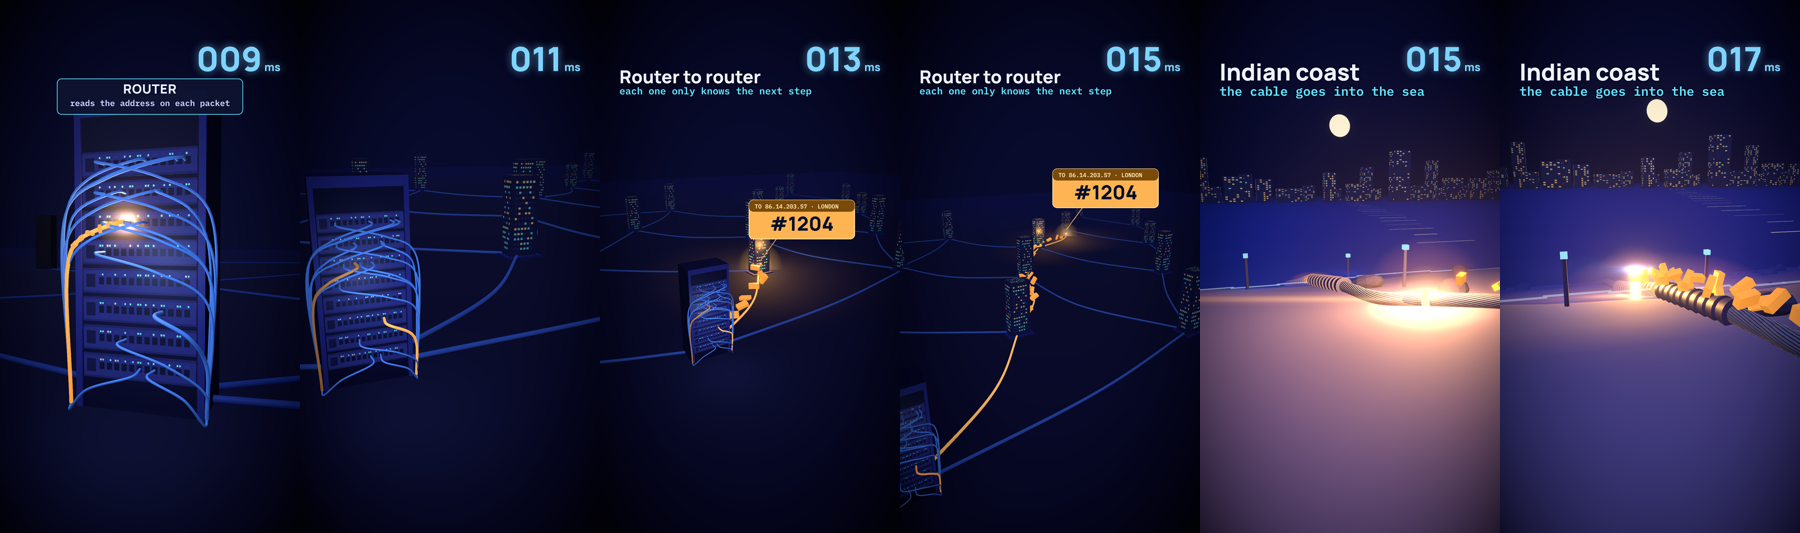 009 ms
ROUTER
reads the address on each packet
011 ms
013 ms
Router to router
each one only knows the next step
TO 86.14.203.57 · LONDON
#1204
015 ms
Router to router
each one only knows the next step
TO 86.14.203.57 · LONDON
#1204
015 ms
Indian coast
the cable goes into the sea
017 ms
Indian coast
the cable goes into the sea